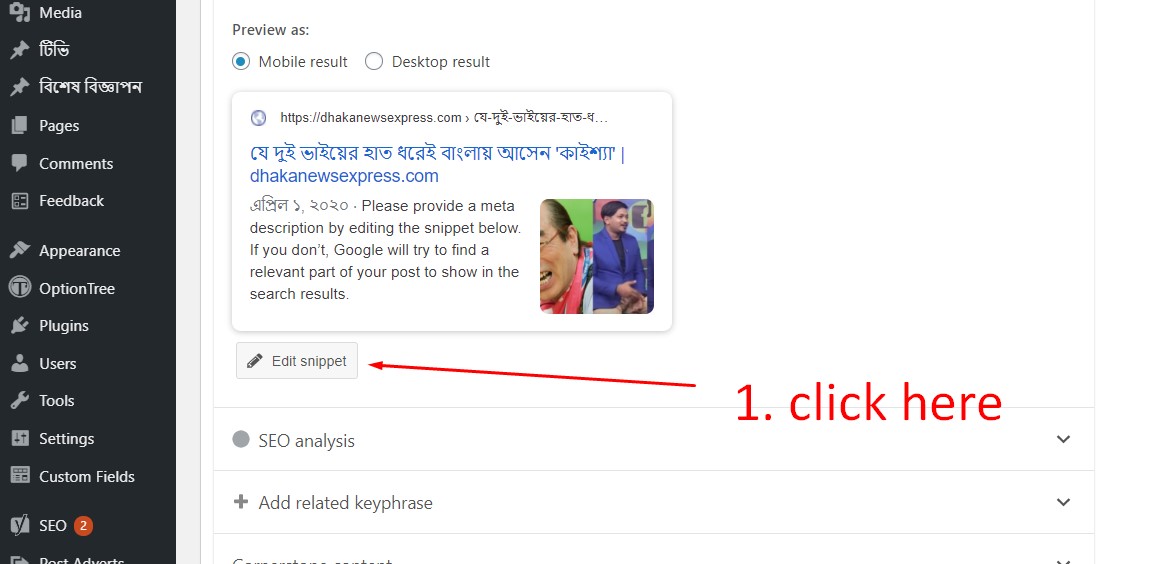 Media
টিভি
বিশেষ বিজ্ঞাপন
Pages
Comments
Feedback
Appearance
OptionTree
Plugins
Users
Tools
Settings
Custom Fields
SEO 2
Post Adverts
Preview as:
Mobile result Desktop result
https://dhakanewsexpress.com › যে-দুই-ভাইয়ের-হাত-ধ…
যে দুই ভাইয়ের হাত ধরেই বাংলায় আসেন 'কাইশ্যা' |
dhakanewsexpress.com
এপ্রিল ১, ২০২০ · Please provide a meta
description by editing the snippet below.
If you don’t, Google will try to find a
relevant part of your post to show in the
search results.
Edit snippet
1. click here
SEO analysis
Add related keyphrase
Cornerstone content